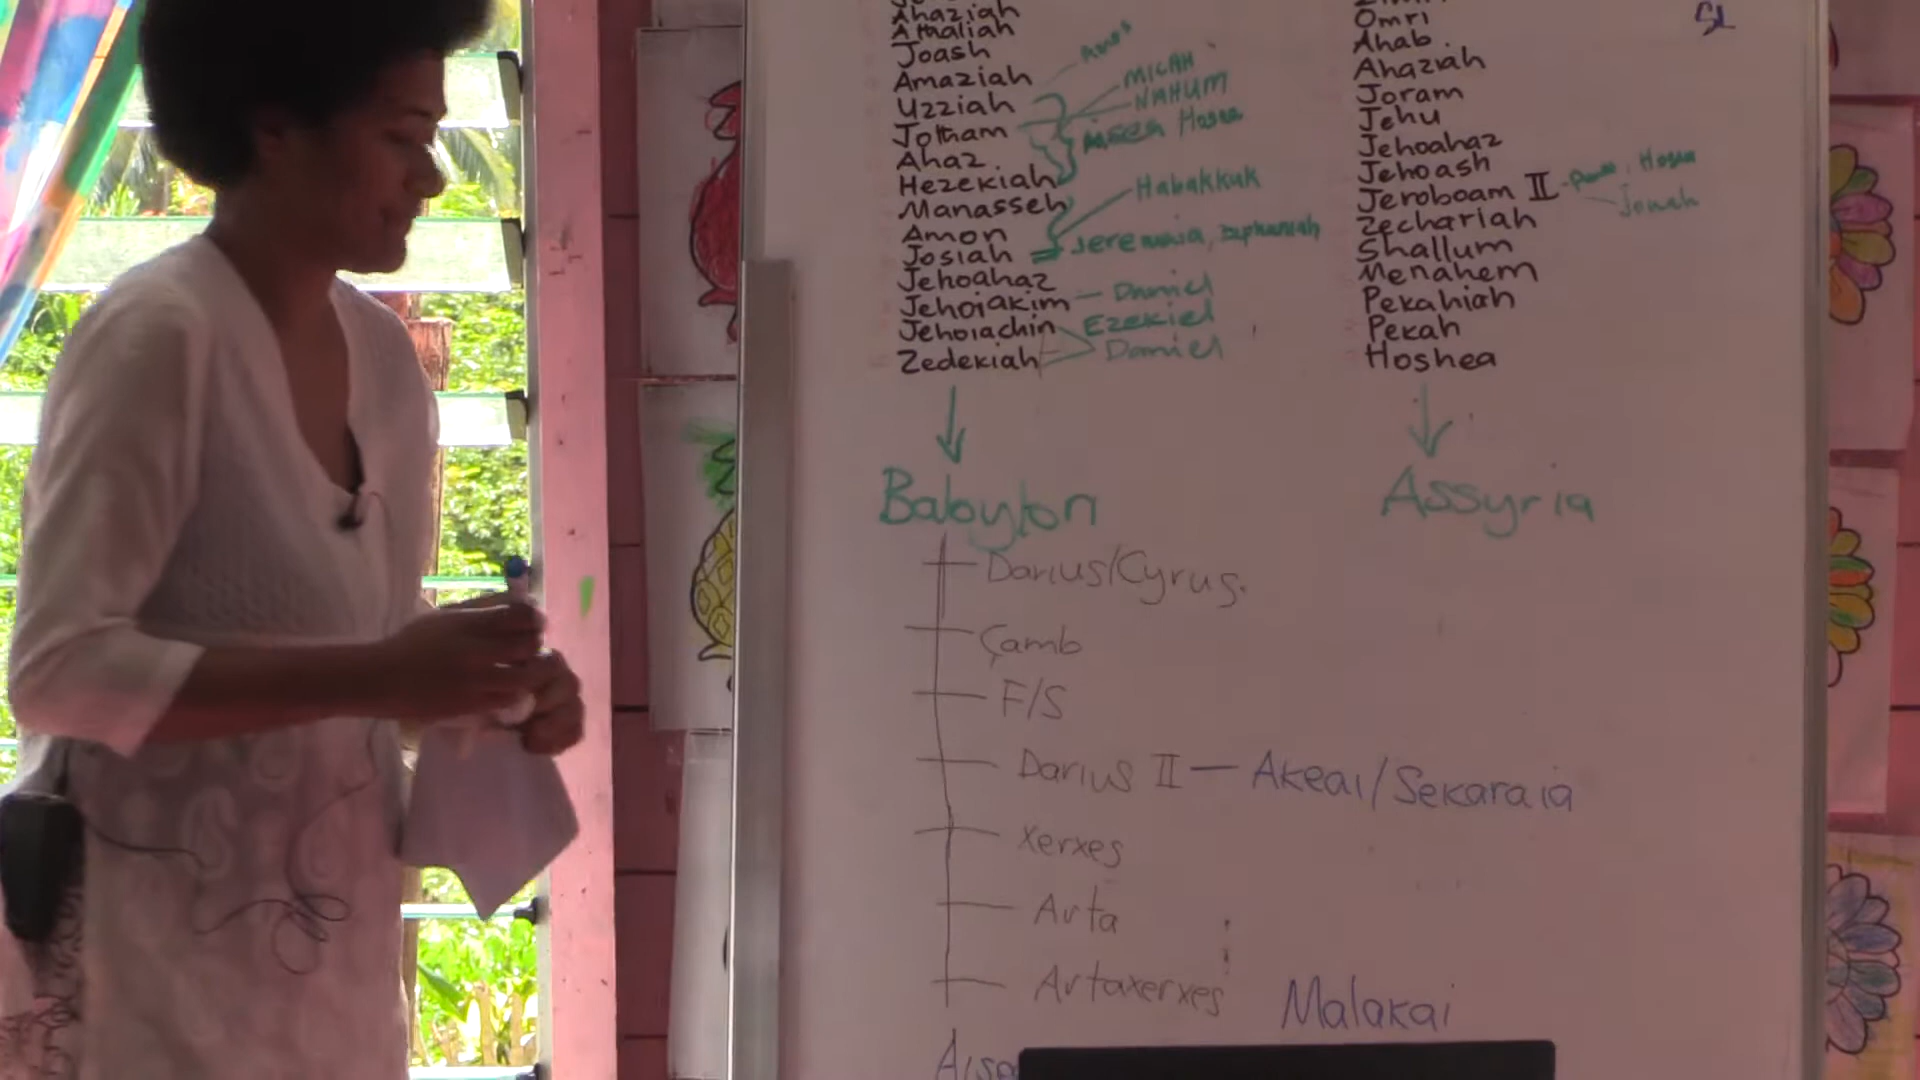 Ahaziah
Athaliah
Joash
Amaziah
Amos
Uzziah
MICAH
NAHUM
Jotham
Hosea
Ahaz
Hezekiah
Habakkuk
Manasseh
Amon
Josiah
Jeremaia, Zephaniah
Jehoahaz
Jehoiakim - Daniel
Jehoiachin
Ezekiel
Zedekiah
Daniel
Babylon
Darius/Cyrus.
Camb
F/S
Darius II - Akeai/Sekaraia
Xerxes
Arta
Artaxerxes
Malakai
Omri
Ahab
Ahaziah
Joram
Jehu
Jehoahaz
Jehoash
Jeroboam II - Hosea
Jonah
Zechariah
Shallum
Menahem
Pekahiah
Pekah
Hoshea
Assyria